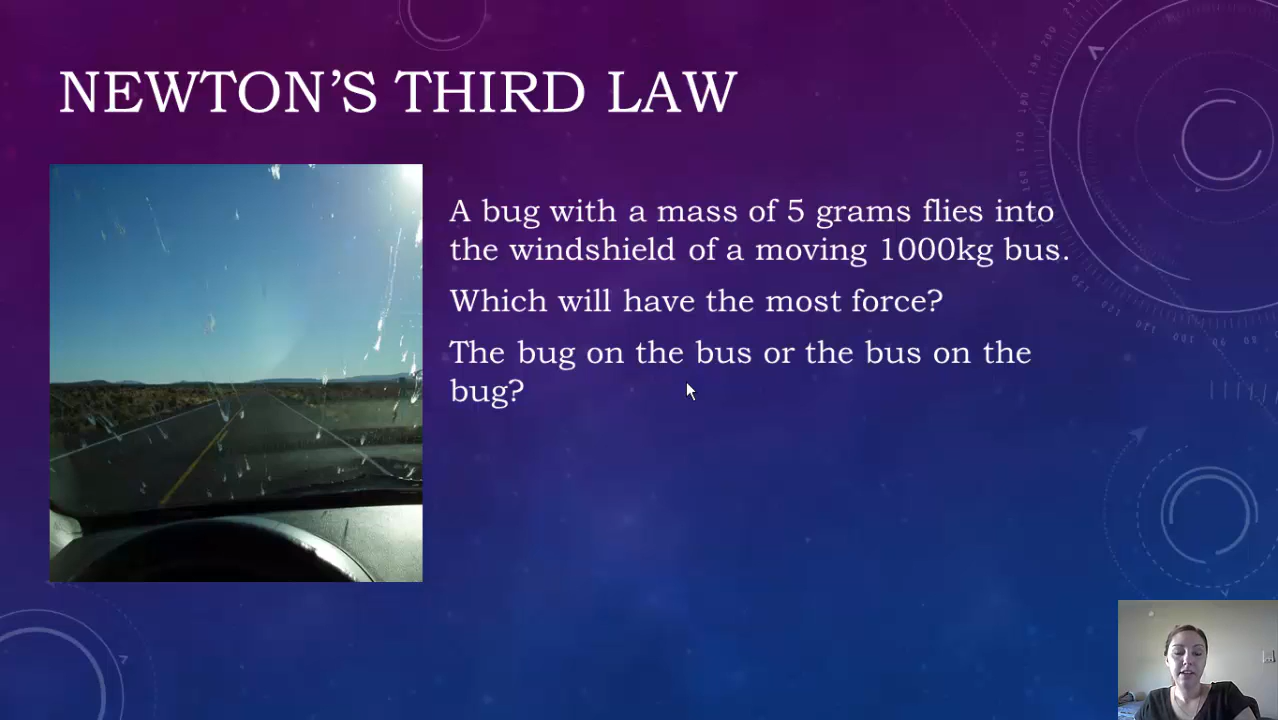 NEWTON'S THIRD LAW
A bug with a mass of 5 grams flies into
the windshield of a moving 1000kg bus.
Which will have the most force?
The bug on the bus or the bus on the
bug?